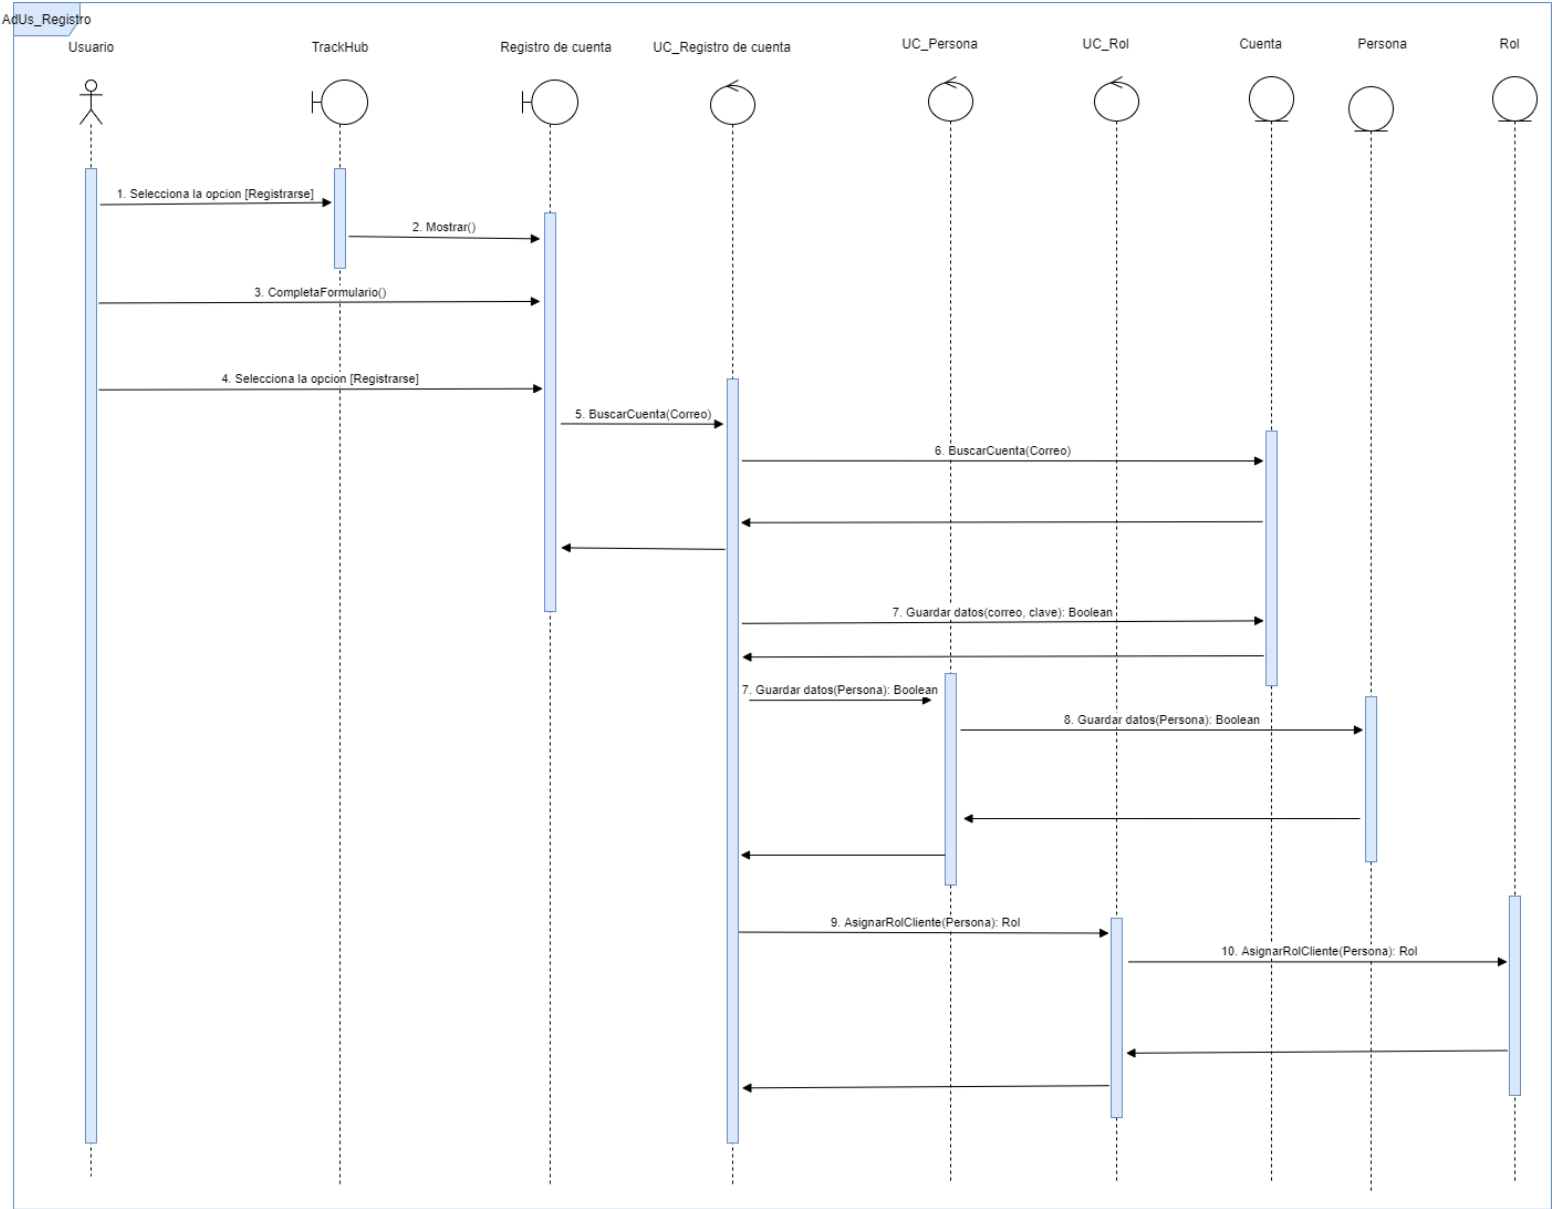 AdUs_Registro
Usuario
TrackHub
Registro de cuenta
UC_Registro de cuenta
UC_Persona
UC_Rol
Cuenta
Persona
Rol
1. Selecciona la opcion [Registrarse]
2. Mostrar()
3. CompletaFormulario()
4. Selecciona la opcion [Registrarse]
5. BuscarCuenta(Correo)
6. BuscarCuenta(Correo)
7. Guardar datos(correo, clave): Boolean
7. Guardar datos(Persona): Boolean
8. Guardar datos(Persona): Boolean
9. AsignarRolCliente(Persona): Rol
10. AsignarRolCliente(Persona): Rol